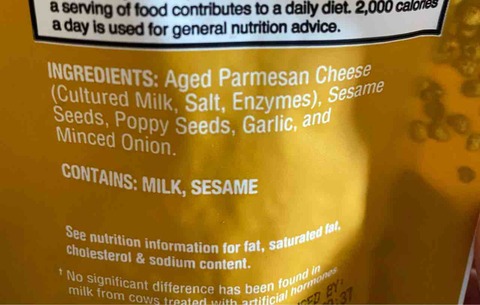 a serving of food contributes to a daily diet. 2,000 calories
a day is used for general nutrition advice.
INGREDIENTS: Aged Parmesan Cheese
(Cultured Milk, Salt, Enzymes), Sesame
Seeds, Poppy Seeds, Garlic, and
Minced Onion.
CONTAINS: MILK, SESAME
See nutrition information for fat, saturated fat,
cholesterol & sodium content.
† No significant difference has been found in
milk from cows treated with artificial hormones
BY: